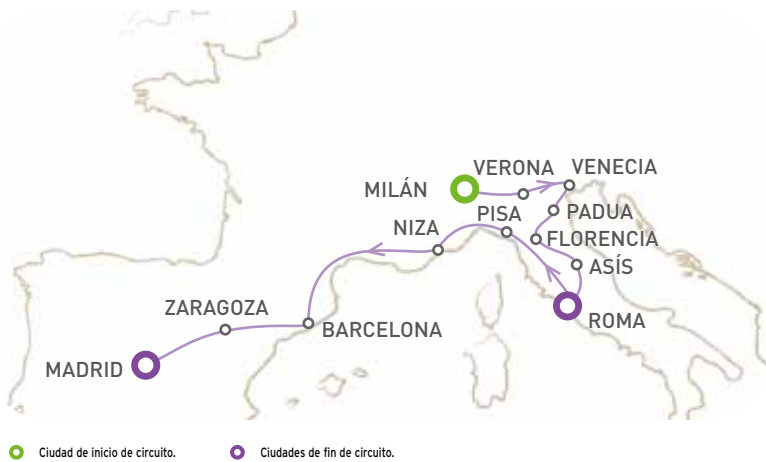 VERONA
VENECIA
MILÁN
PADUA
PISA
NIZA
FLORENCIA
ASÍS
ZARAGOZA
ROMA
BARCELONA
MADRID
Ciudad de inicio de circuito.
Ciudades de fin de circuito.